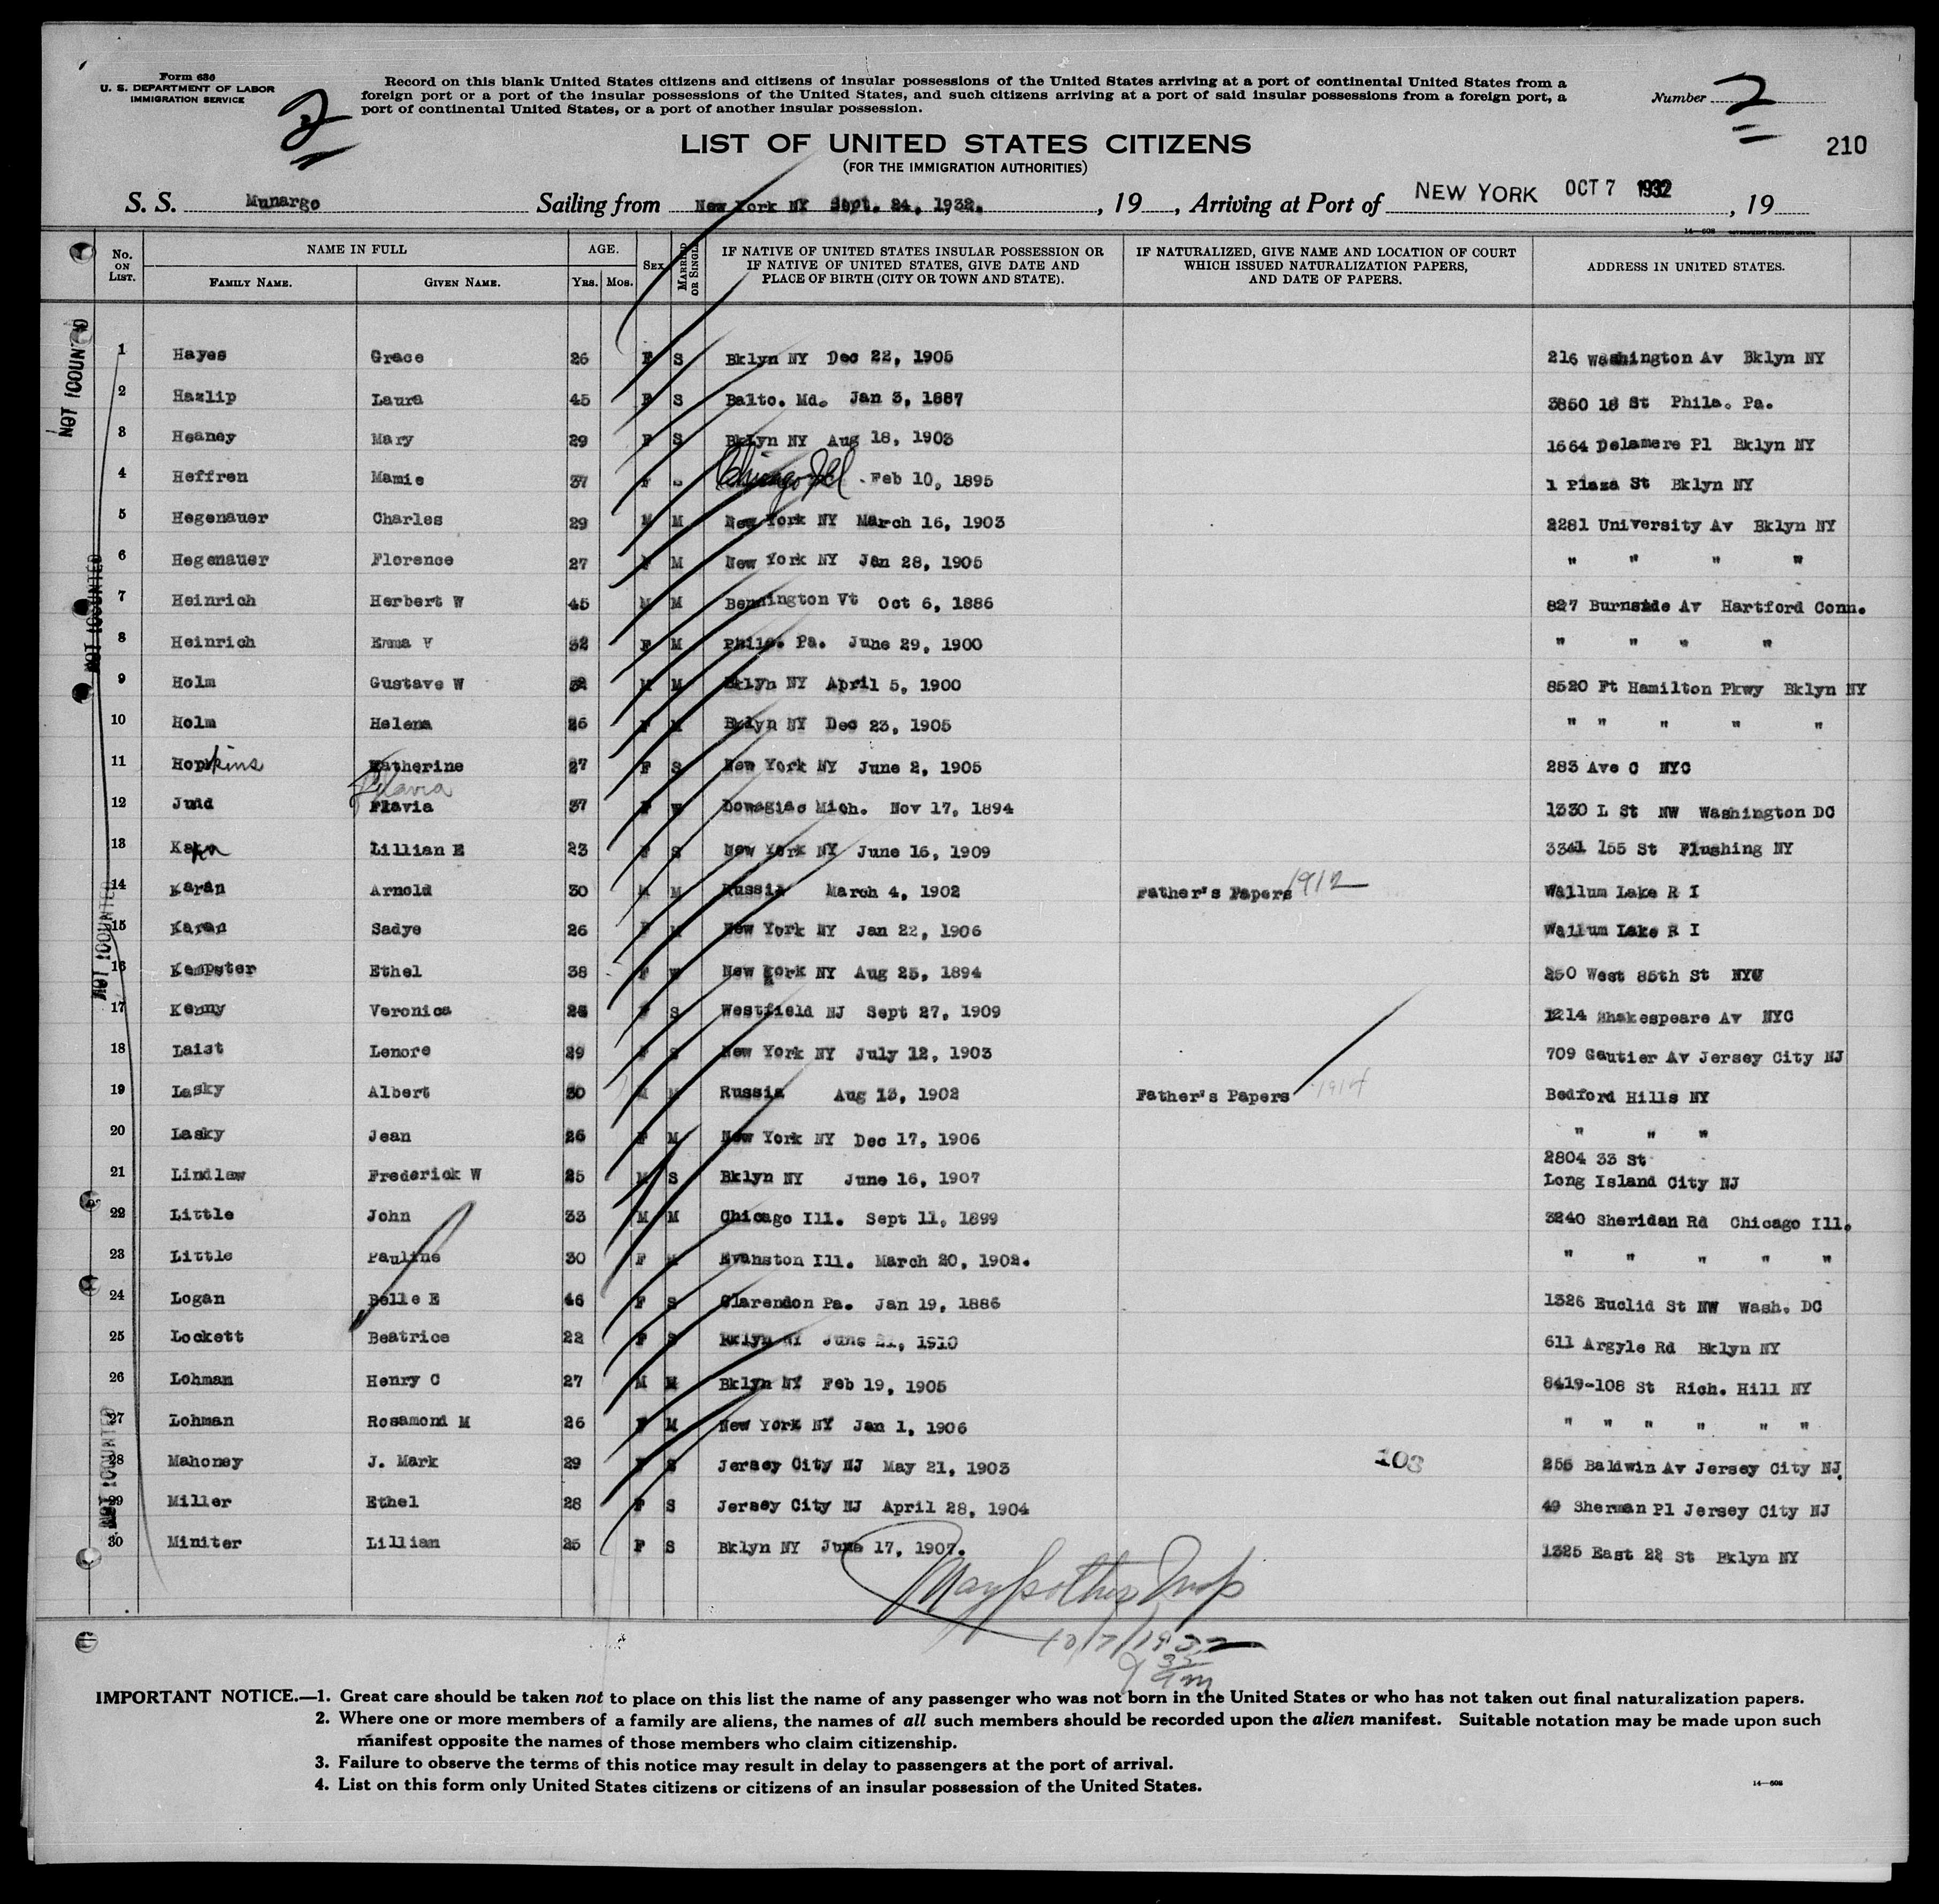 Form 636
U. S. DEPARTMENT OF LABOR
IMMIGRATION SERVICE
2
Record on this blank United States citizens and citizens of insular possessions of the United States arriving at a port of continental United States from a
foreign port or a port of the insular possessions of the United States, and such citizens arriving at a port of said insular possessions from a foreign port, a
port of continental United States, or a port of another insular possession.
Number 2
210
LIST OF UNITED STATES CITIZENS
(FOR THE IMMIGRATION AUTHORITIES)
S. S. Munargo Sailing from New York NY Sept. 24, 1932. , 19 , Arriving at Port of NEW YORK OCT 7 1932 , 19
14—608 GOVERNMENT PRINTING OFFICE
No. ON LIST. NAME IN FULL FAMILY NAME. GIVEN NAME. AGE. YRS. MOS. SEX MARRIED OR SINGLE IF NATIVE OF UNITED STATES INSULAR POSSESSION OR IF NATIVE OF UNITED STATES, GIVE DATE AND PLACE OF BIRTH (CITY OR TOWN AND STATE). IF NATURALIZED, GIVE NAME AND LOCATION OF COURT WHICH ISSUED NATURALIZATION PAPERS, AND DATE OF PAPERS. ADDRESS IN UNITED STATES.
1 Hayes Grace 26 F S Bklyn NY Dec 22, 1905 216 Washington Av Bklyn NY
2 Hazlip Laura 45 F S Balto. Md. Jan 3, 1887 3850 18 St Phila. Pa.
3 Heaney Mary 29 F S Bklyn NY Aug 18, 1903 1664 Delamere Pl Bklyn NY
4 Heffren Mamie 37 F S Chicago Ill Feb 10, 1895 1 Plaza St Bklyn NY
5 Hegenauer Charles 29 M M New York NY March 16, 1903 2281 University Av Bklyn NY
6 Hegenauer Florence 27 F M New York NY Jan 28, 1905 " " " "
7 Heinrich Herbert W 45 M M Bennington Vt Oct 6, 1886 827 Burnside Av Hartford Conn.
8 Heinrich Emma V 32 F M Phila. Pa. June 29, 1900 " " " "
9 Holm Gustave W 32 M M Bklyn NY April 5, 1900 8520 Ft Hamilton Pkwy Bklyn NY
10 Holm Helena 26 F M Bklyn NY Dec 23, 1905 " " " " "
11 Hopkins Katherine 27 F S New York NY June 2, 1905 283 Ave C NYC
Flavia
12 Judd Flavia 37 F W Dowagiac Mich. Nov 17, 1894 1330 L St NW Washington DC
13 Lillian E 23 F S New York NY June 16, 1909 3341 155 St Flushing NY
14 Karan Arnold 30 M M Russia March 4, 1902 Father's Papers 1912 Wallum Lake R I
15 Karan Sadye 26 F M New York NY Jan 22, 1906 Wallum Lake R I
16 Kempster Ethel 38 F W New York NY Aug 25, 1894 250 West 85th St NYC
17 Kenny Veronica F S Westfield NJ Sept 27, 1909 1214 Shakespeare Av NYC
18 Laist Lenore 29 F S New York NY July 12, 1903 709 Gautier Av Jersey City NJ
19 Lasky Albert 30 M M Russia Aug 13, 1902 Father's Papers 1914 Bedford Hills NY
20 Lasky Jean 26 F M New York NY Dec 17, 1906 " " "
21 Lindlaw Frederick W 25 M S Bklyn NY June 16, 1907 2804 33 St
Long Island City NJ
22 Little John 33 M M Chicago Ill. Sept 11, 1899 3240 Sheridan Rd Chicago Ill.
23 Little Pauline 30 F M Evanston Ill. March 20, 1902. " " " " "
24 Logan Belle E 46 F S Clarendon Pa. Jan 19, 1886 1326 Euclid St NW Wash. DC
25 Lockett Beatrice 22 F S Bklyn NY June 21, 1910 611 Argyle Rd Bklyn NY
26 Lohman Henry C 27 M M Bklyn NY Feb 19, 1905 8419-108 St Rich. Hill NY
27 Lohman Rosamond M 26 F M New York NY Jan 1, 1906 " " " " " "
28 Mahoney J. Mark 29 F S Jersey City NJ May 21, 1903 103 256 Baldwin Av Jersey City NJ.
29 Miller Ethel 28 F S Jersey City NJ April 28, 1904 49 Sherman Pl Jersey City NJ
30 Miniter Lillian 25 F S Bklyn NY June 17, 1907. 1325 East 22 St Bklyn NY
NOT COUNTED
NOT COUNTED
NOT COUNTED
NOT COUNTED
10/7/1932
9 35 am
IMPORTANT NOTICE.—1. Great care should be taken not to place on this list the name of any passenger who was not born in the United States or who has not taken out final naturalization papers.
2. Where one or more members of a family are aliens, the names of all such members should be recorded upon the alien manifest. Suitable notation may be made upon such
manifest opposite the names of those members who claim citizenship.
3. Failure to observe the terms of this notice may result in delay to passengers at the port of arrival.
4. List on this form only United States citizens or citizens of an insular possession of the United States.
14—608